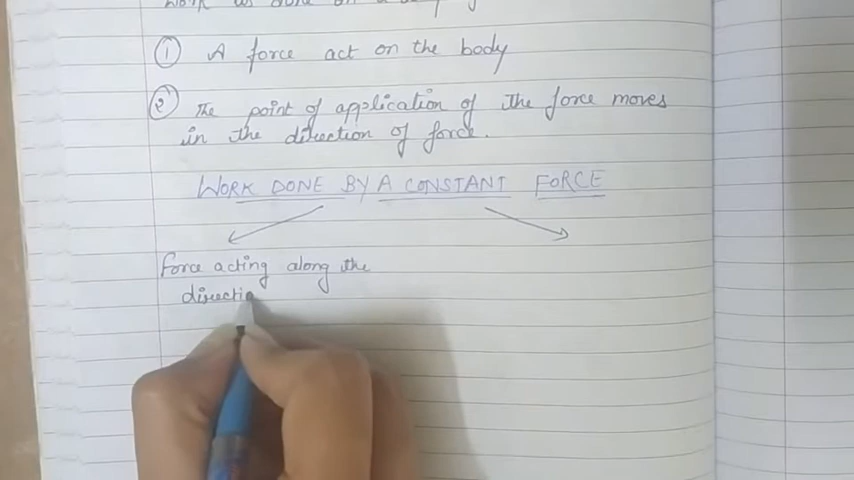 ① A force act on the body
② The point of application of the force moves
in the direction of force.
WORK DONE BY A CONSTANT FORCE
Force acting along the
directio